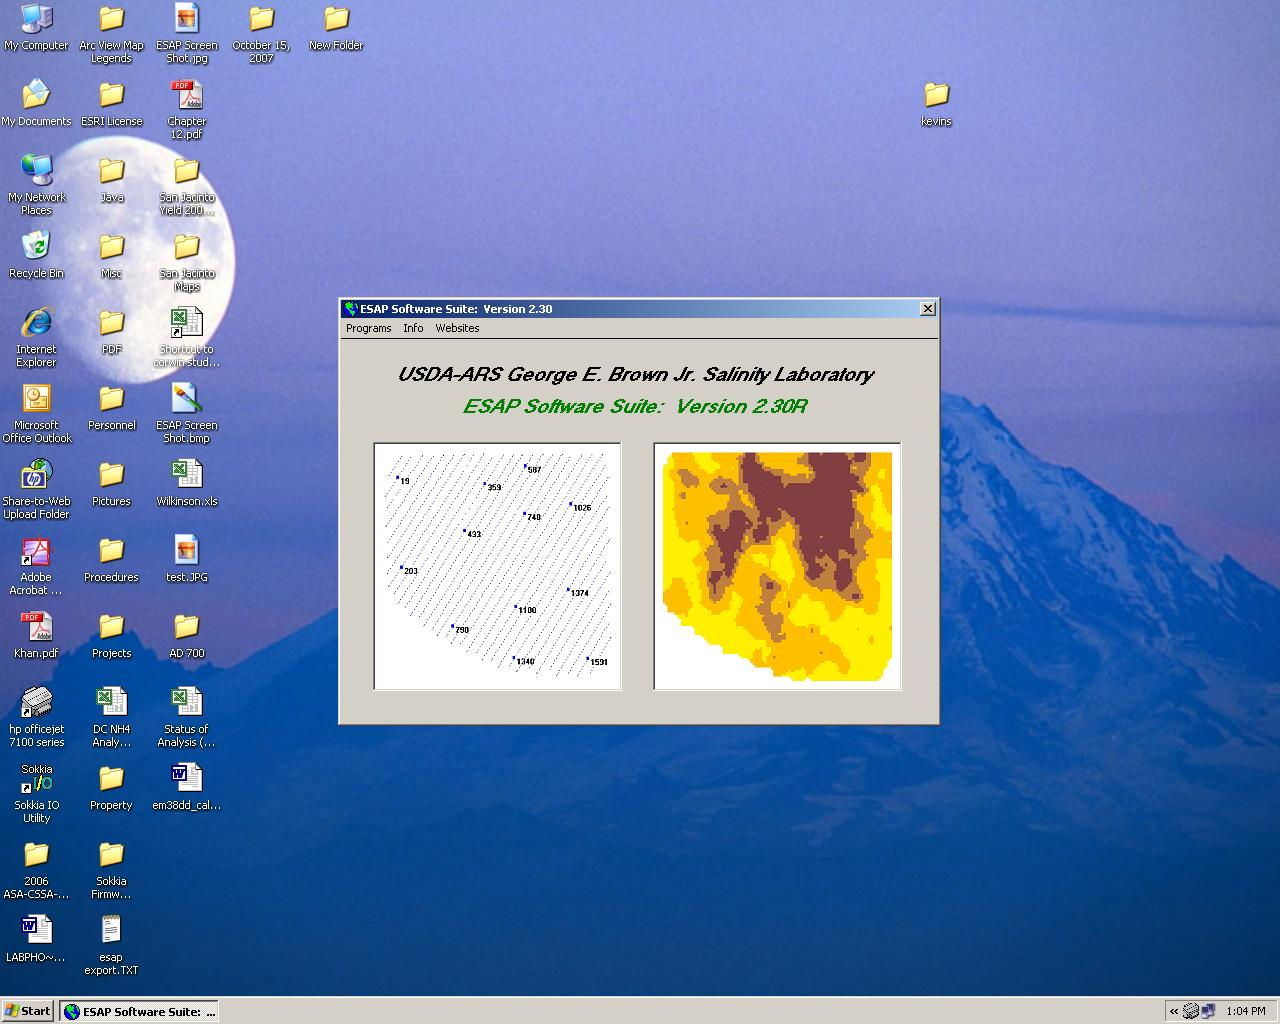 My Computer
Arc View Map
Legends
ESAP Screen
Shot.jpg
October 15,
2007
New Folder
My Documents
ESRI License
PDF
Adobe
Chapter
12.pdf
kevins
My Network
Places
Java
San Jacinto
Yield 200...
Recycle Bin
Misc
San Jacinto
Maps
Internet
Explorer
PDF
Shortcut to
corwin stud...
Microsoft
Office Outlook
Personnel
ESAP Screen
Shot.bmp
Share-to-Web
Upload Folder
Pictures
Wilkinson.xls
Adobe
Acrobat ...
Procedures
test.JPG
PDF
Adobe
Khan.pdf
Projects
AD 700
hp officejet
7100 series
DC NH4
Analy...
Status of
Analysis (...
Sokkia
I/O
Sokkia IO
Utility
Property
em38dd_cal...
2006
ASA-CSSA-...
Sokkia
Firmw...
LABPHO~...
esap
export.TXT
ESAP Software Suite: Version 2.30
Programs Info Websites
USDA-ARS George E. Brown Jr. Salinity Laboratory
ESAP Software Suite: Version 2.30R
587
19
359
1026
740
433
203
1374
1100
290
1340
1591
Start
ESAP Software Suite: ...
«
1:04 PM